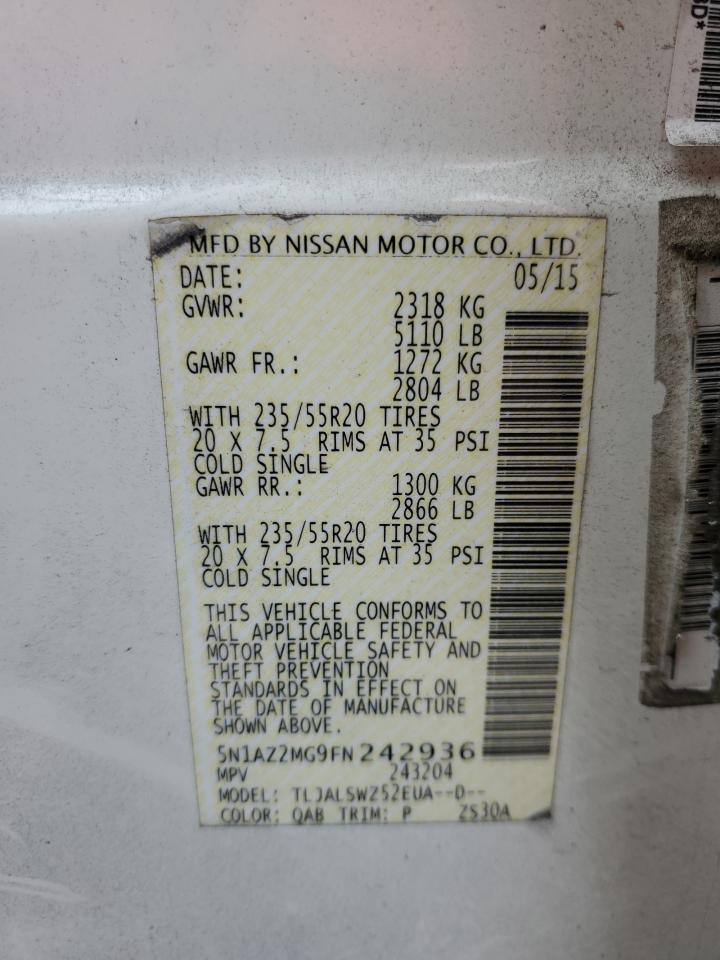 BD*
MFD BY NISSAN MOTOR CO., LTD.
DATE: 05/15
GVWR: 2318 KG
5110 LB
GAWR FR.: 1272 KG
2804 LB
WITH 235/55R20 TIRES
20 X 7.5 RIMS AT 35 PSI
COLD SINGLE
GAWR RR.: 1300 KG
2866 LB
WITH 235/55R20 TIRES
20 X 7.5 RIMS AT 35 PSI
COLD SINGLE
THIS VEHICLE CONFORMS TO
ALL APPLICABLE FEDERAL
MOTOR VEHICLE SAFETY AND
THEFT PREVENTION
STANDARDS IN EFFECT ON
THE DATE OF MANUFACTURE
SHOWN ABOVE.
5N1AZ2MG9FN242936
MPV 243204
MODEL: TLJALSWZ52EUA--D--
COLOR: QAB TRIM: P ZS30A